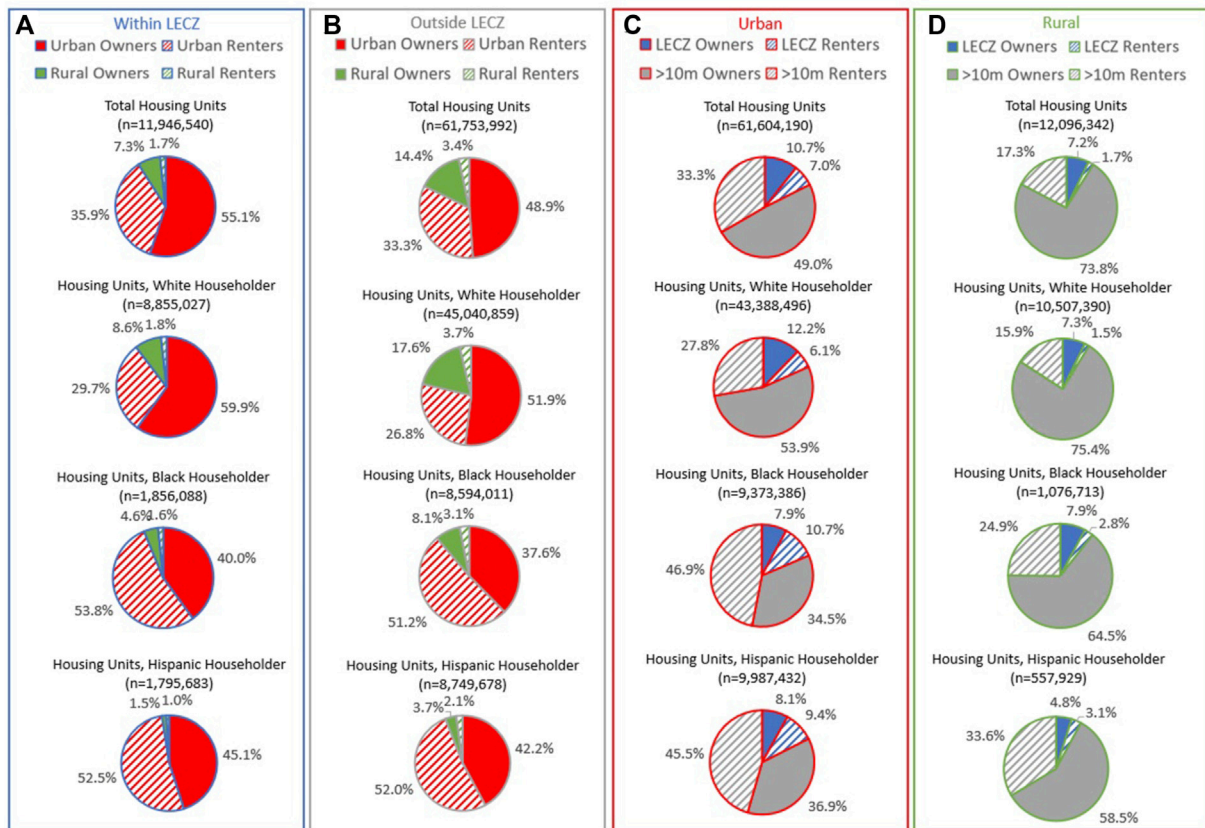 A
Within LECZ
Urban Owners Urban Renters
Rural Owners Rural Renters
Total Housing Units
(n=11,946,540)
7.3% 1.7%
35.9% 55.1%
Housing Units, White Householder
(n=8,855,027)
8.6% 1.8%
29.7%
59.9%
Housing Units, Black Householder
(n=1,856,088)
4.6% 1.6%
40.0%
53.8%
Housing Units, Hispanic Householder
(n=1,795,683)
1.5% 1.0%
45.1%
52.5%
B
Outside LECZ
Urban Owners Urban Renters
Rural Owners Rural Renters
Total Housing Units
(n=61,753,992)
3.4%
14.4%
48.9%
33.3%
Housing Units, White Householder
(n=45,040,859)
3.7%
17.6%
51.9%
26.8%
Housing Units, Black Householder
(n=8,594,011)
8.1% 3.1%
37.6%
51.2%
Housing Units, Hispanic Householder
(n=8,749,678)
3.7% 2.1%
42.2%
52.0%
C
Urban
LECZ Owners LECZ Renters
>10m Owners >10m Renters
Total Housing Units
(n=61,604,190)
10.7%
7.0%
33.3%
49.0%
Housing Units, White Householder
(n=43,388,496)
12.2%
27.8% 6.1%
53.9%
Housing Units, Black Householder
(n=9,373,386)
7.9%
10.7%
46.9%
34.5%
Housing Units, Hispanic Householder
(n=9,987,432)
8.1%
9.4%
45.5%
36.9%
D
Rural
LECZ Owners LECZ Renters
>10m Owners >10m Renters
Total Housing Units
(n=12,096,342)
7.2%
17.3% 1.7%
73.8%
Housing Units, White Householder
(n=10,507,390)
7.3%
15.9% 1.5%
75.4%
Housing Units, Black Householder
(n=1,076,713)
7.9%
24.9% 2.8%
64.5%
Housing Units, Hispanic Householder
(n=557,929)
4.8%
3.1%
33.6%
58.5%